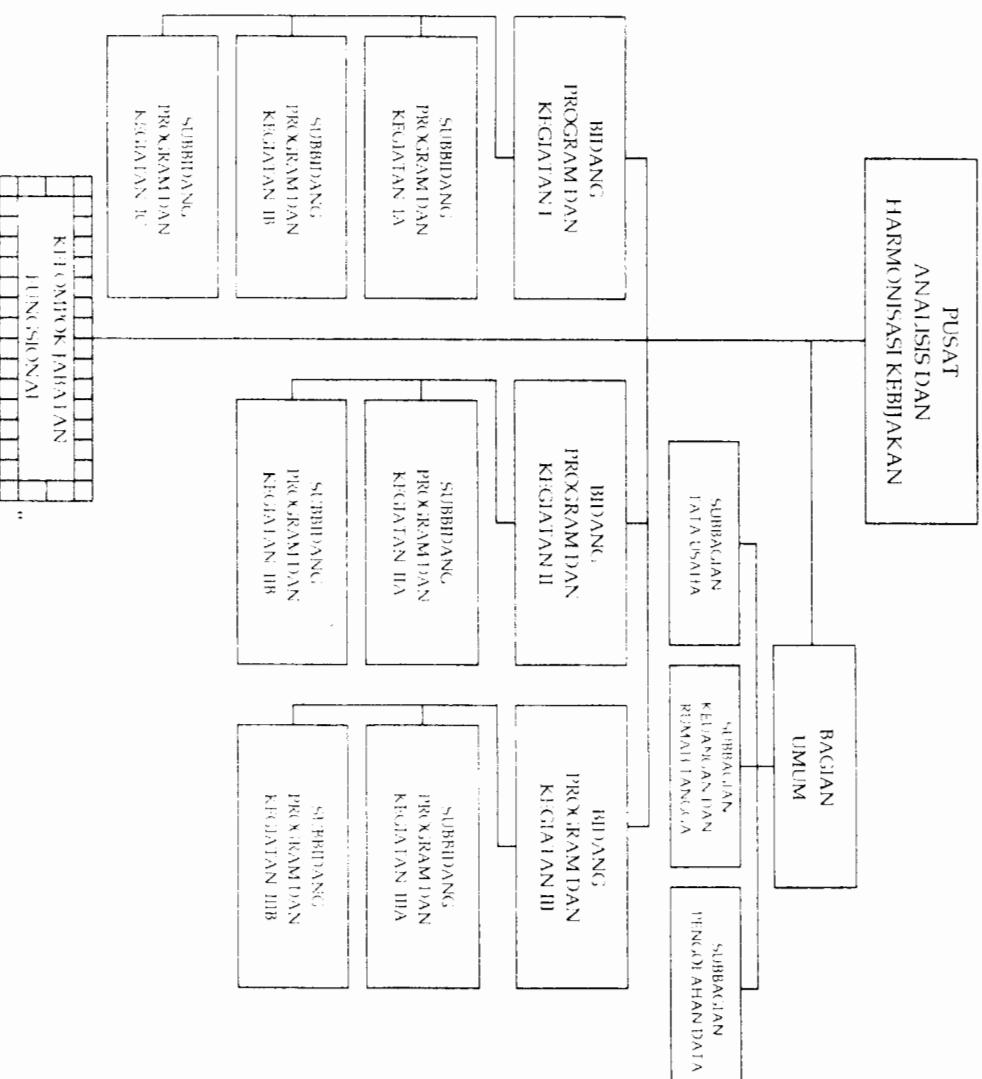 PUSAT
ANALISIS DAN
HARMONISASI KEBIJAKAN
BAGIAN
UMUM
SUBBAGIAN
TATA USAHA
SUBBAGIAN
KEUANGAN DAN
RUMAH TANGGA
SUBBAGIAN
PENGOLAHAN DATA
BIDANG
PROGRAM DAN
KEGIATAN I
BIDANG
PROGRAM DAN
KEGIATAN II
BIDANG
PROGRAM DAN
KEGIATAN III
SUBBIDANG
PROGRAM DAN
KEGIATAN IA
SUBBIDANG
PROGRAM DAN
KEGIATAN IIA
SUBBIDANG
PROGRAM DAN
KEGIATAN IIIA
SUBBIDANG
PROGRAM DAN
KEGIATAN IB
SUBBIDANG
PROGRAM DAN
KEGIATAN IIB
SUBBIDANG
PROGRAM DAN
KEGIATAN IIIB
SUBBIDANG
PROGRAM DAN
KEGIATAN IC
KELOMPOK JABATAN
FUNGSIONAL
"